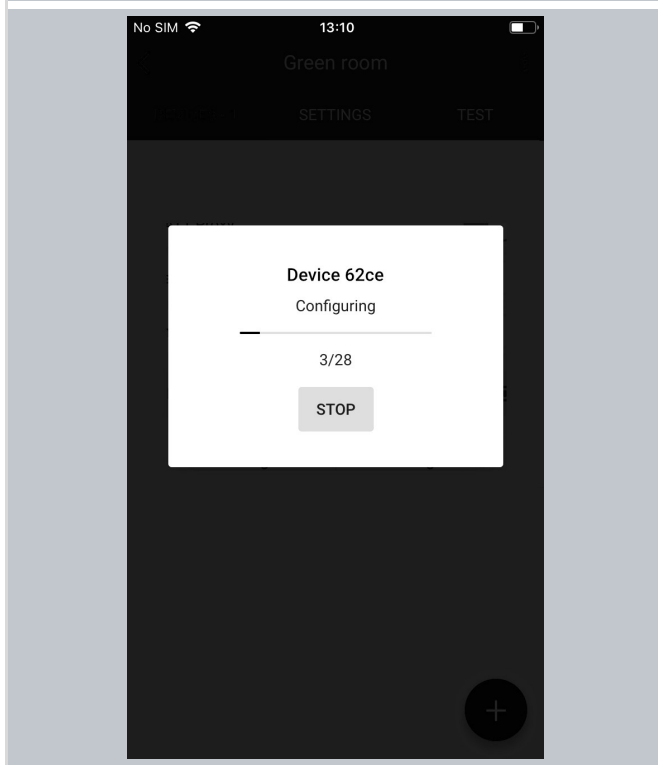 No SIM 13:10
Green room
SETTINGS TEST
Device 62ce
Configuring
3/28
STOP